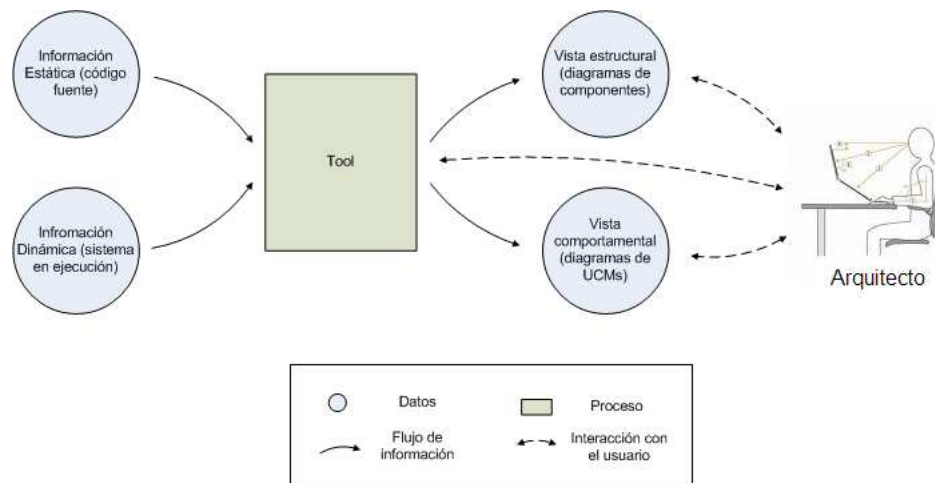 Información
Estática (código
fuente)
Infromación
Dinámica (sistema
en ejecución)
Tool
Vista estructural
(diagramas de
componentes)
Vista
comportamental
(diagramas de
UCMs)
Arquitecto
Datos
Proceso
Flujo de
información
Interacción con
el usuario